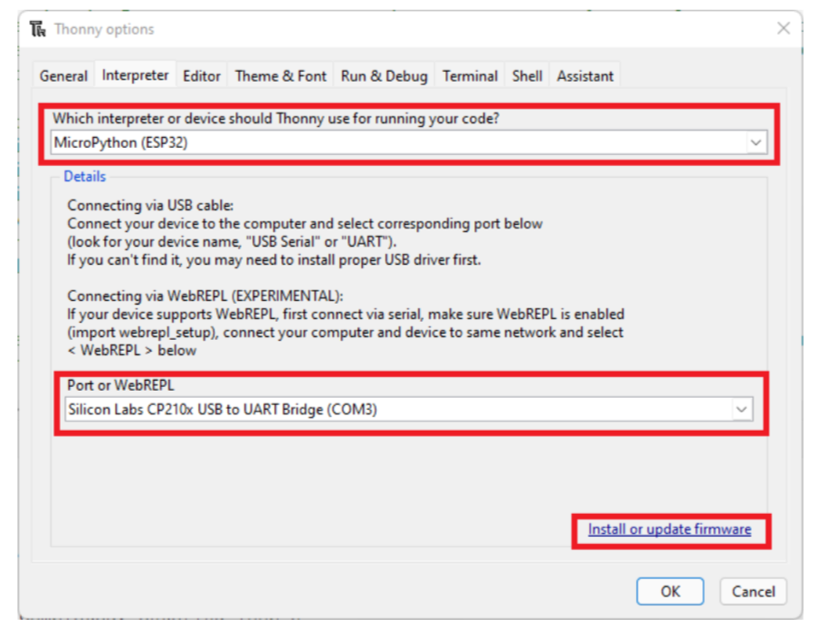 Thonny options
General Interpreter Editor Theme & Font Run & Debug Terminal Shell Assistant
Which interpreter or device should Thonny use for running your code?
MicroPython (ESP32)
Details
Connecting via USB cable:
Connect your device to the computer and select corresponding port below
(look for your device name, "USB Serial" or "UART").
If you can't find it, you may need to install proper USB driver first.
Connecting via WebREPL (EXPERIMENTAL):
If your device supports WebREPL, first connect via serial, make sure WebREPL is enabled
(import webrepl_setup), connect your computer and device to same network and select
< WebREPL > below
Port or WebREPL
Silicon Labs CP210x USB to UART Bridge (COM3)
Install or update firmware
OK Cancel